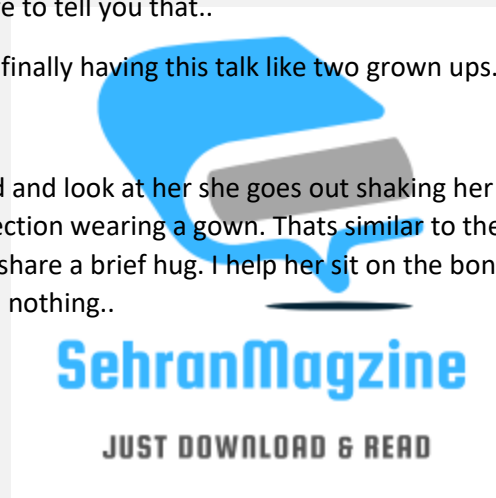 e to tell you that..
finally having this talk like two grown ups.
d and look at her she goes out shaking her
ection wearing a gown. Thats similar to the
share a brief hug. I help her sit on the bon
nothing..
SehranMagzine
JUST DOWNLOAD & READ